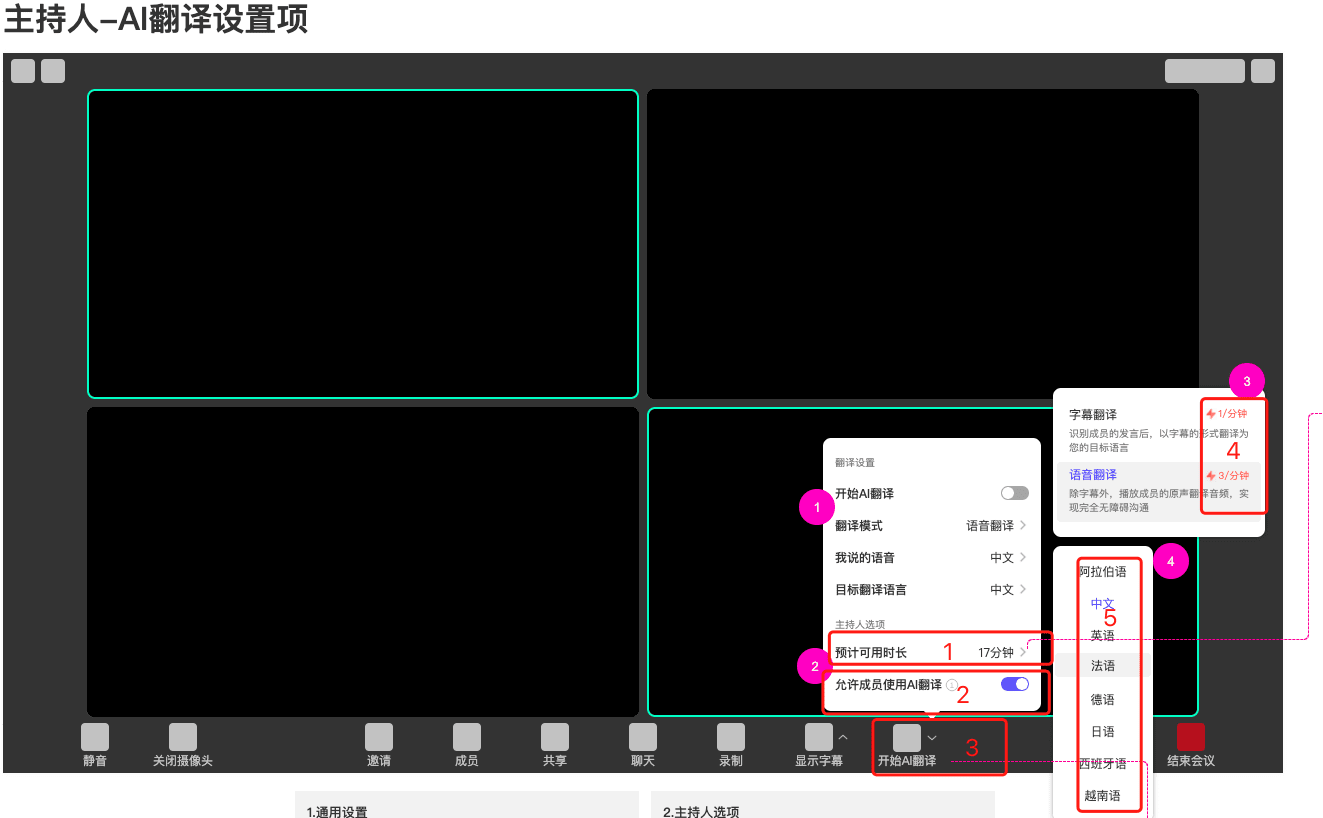 主持人–AI翻译设置项
3
字幕翻译
1/分钟
识别成员的发言后，以字幕的形式翻译为
您的目标语言
4
语音翻译
3/分钟
除字幕外，播放成员的原声翻译音频，实
现完全无障碍沟通
翻译设置
1
开始AI翻译
翻译模式
语音翻译
我说的语音
中文
目标翻译语言
中文
主持人选项
预计可用时长
1
17分钟
2
允许成员使用AI翻译
2
4
阿拉伯语
中文
5
英语
法语
德语
日语
西班牙语
越南语
静音
关闭摄像头
邀请
成员
共享
聊天
录制
显示字幕
开始AI翻译
3
结束会议
1.通用设置
2.主持人选项